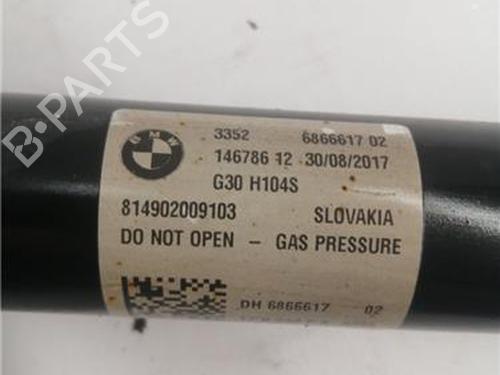 BMW
3352 6866617 02
146786 12 30/08/2017
G30 H104S
814902009103 SLOVAKIA
DO NOT OPEN - GAS PRESSURE
DH 6866617 02
B-PARTS